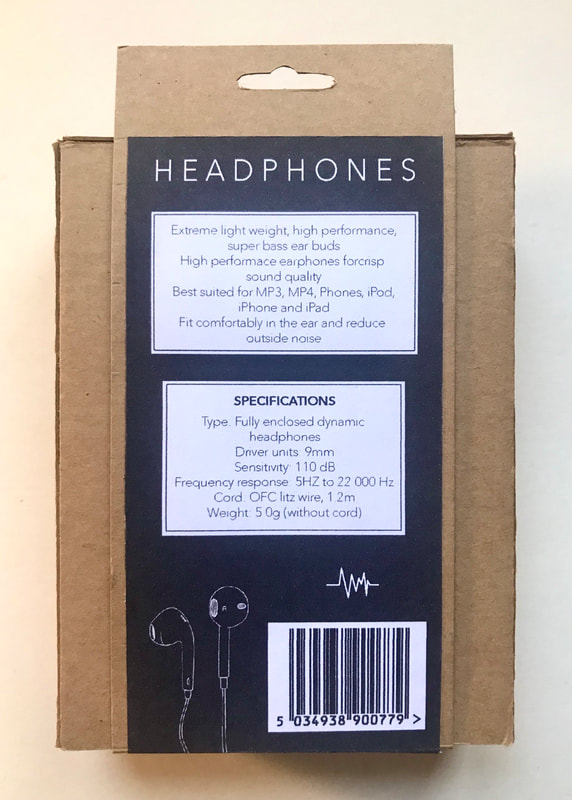 HEADPHONES
Extreme light weight, high performance,
super bass ear buds
High performace earphones forcrisp
sound quality
Best suited for MP3, MP4, Phones, iPod,
iPhone and iPad
Fit comfortably in the ear and reduce
outside noise
SPECIFICATIONS
Type: Fully enclosed dynamic
headphones
Driver units: 9mm
Sensitivity: 110 dB
Frequency response: 5HZ to 22 000 Hz
Cord: OFC litz wire, 1.2m
Weight: 5.0g (without cord)
R
5 034938 900779 >